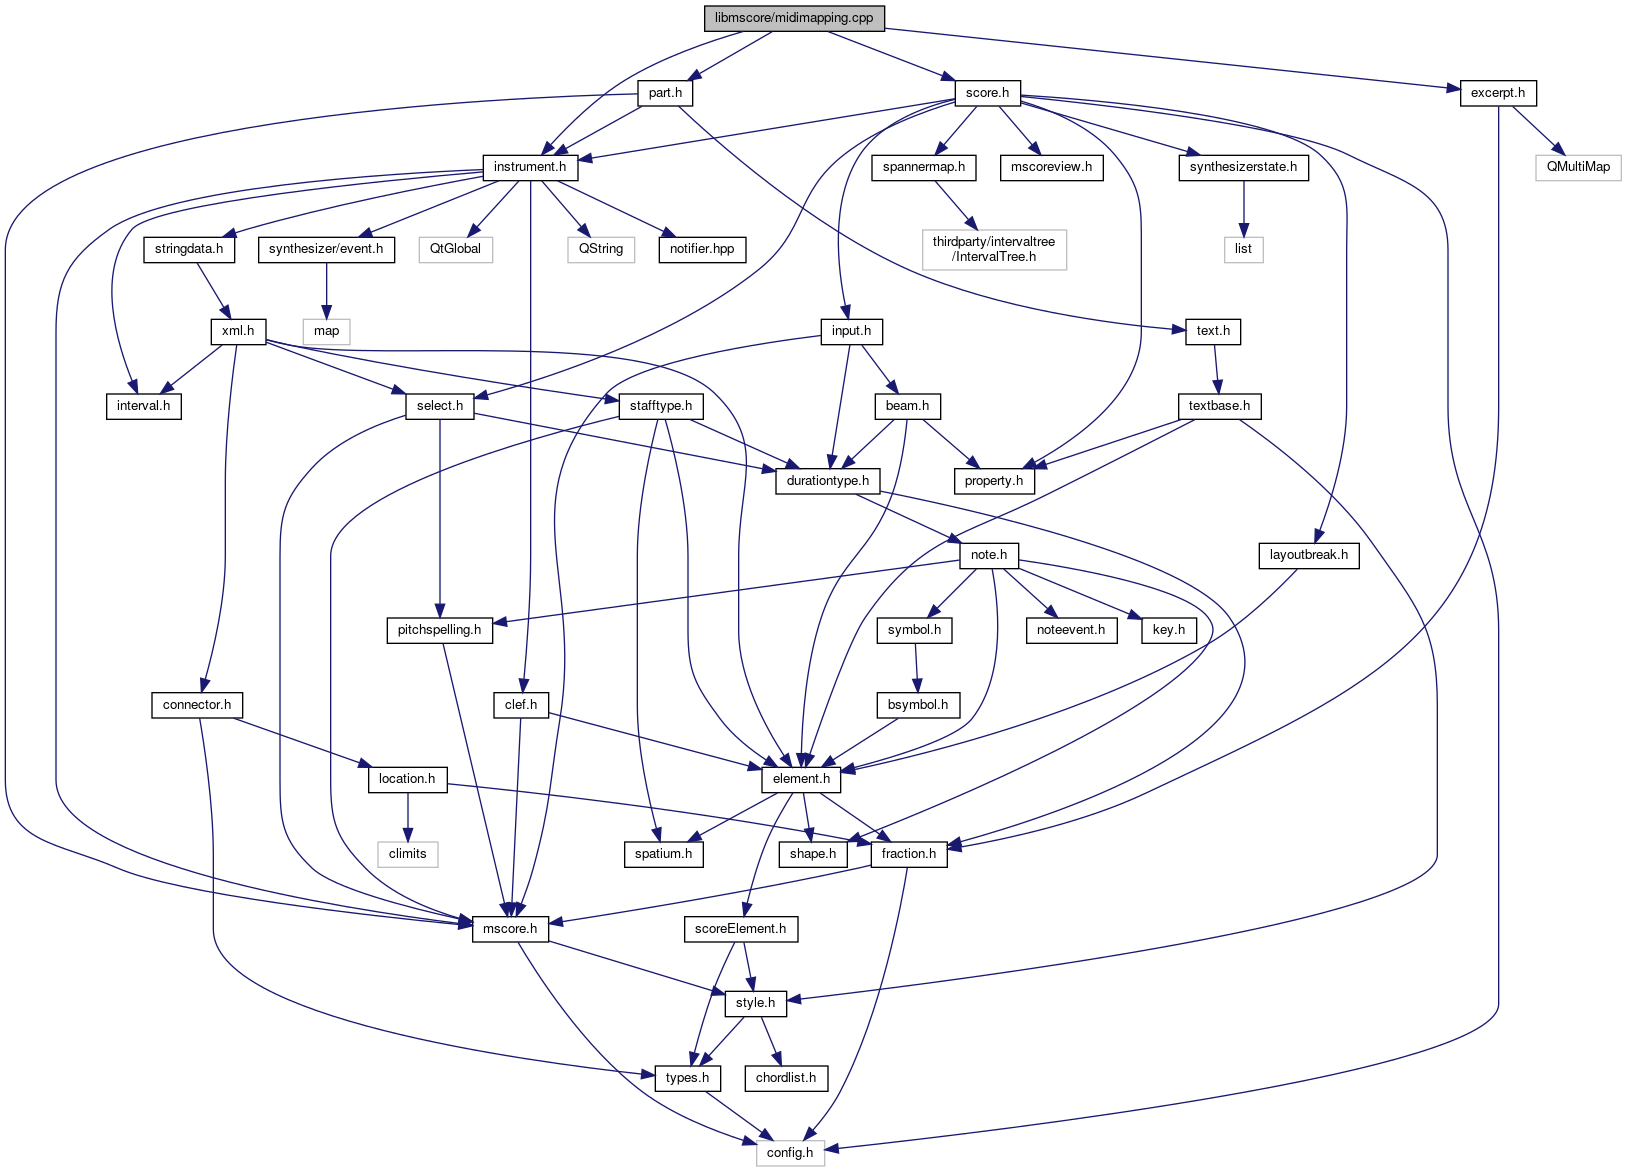 libmscore/midimapping.cpp
part.h
score.h
excerpt.h
instrument.h
spannermap.h
mscoreview.h
synthesizerstate.h
QMultiMap
stringdata.h
synthesizer/event.h
QtGlobal
QString
notifier.hpp
thirdparty/intervaltree
/IntervalTree.h
list
xml.h
map
input.h
text.h
interval.h
select.h
stafftype.h
beam.h
textbase.h
durationtype.h
property.h
note.h
layoutbreak.h
pitchspelling.h
symbol.h
noteevent.h
key.h
connector.h
clef.h
bsymbol.h
location.h
element.h
climits
spatium.h
shape.h
fraction.h
mscore.h
scoreElement.h
style.h
types.h
chordlist.h
config.h